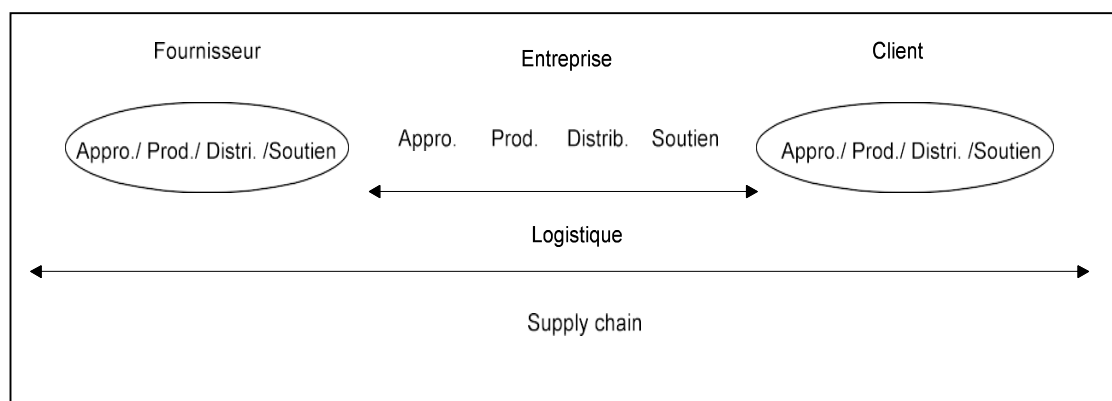 Fournisseur
Entreprise
Client
Appro./ Prod./ Distri. /Soutien
Appro. Prod. Distrib. Soutien
Appro./ Prod./ Distri. /Soutien
Logistique
Supply chain